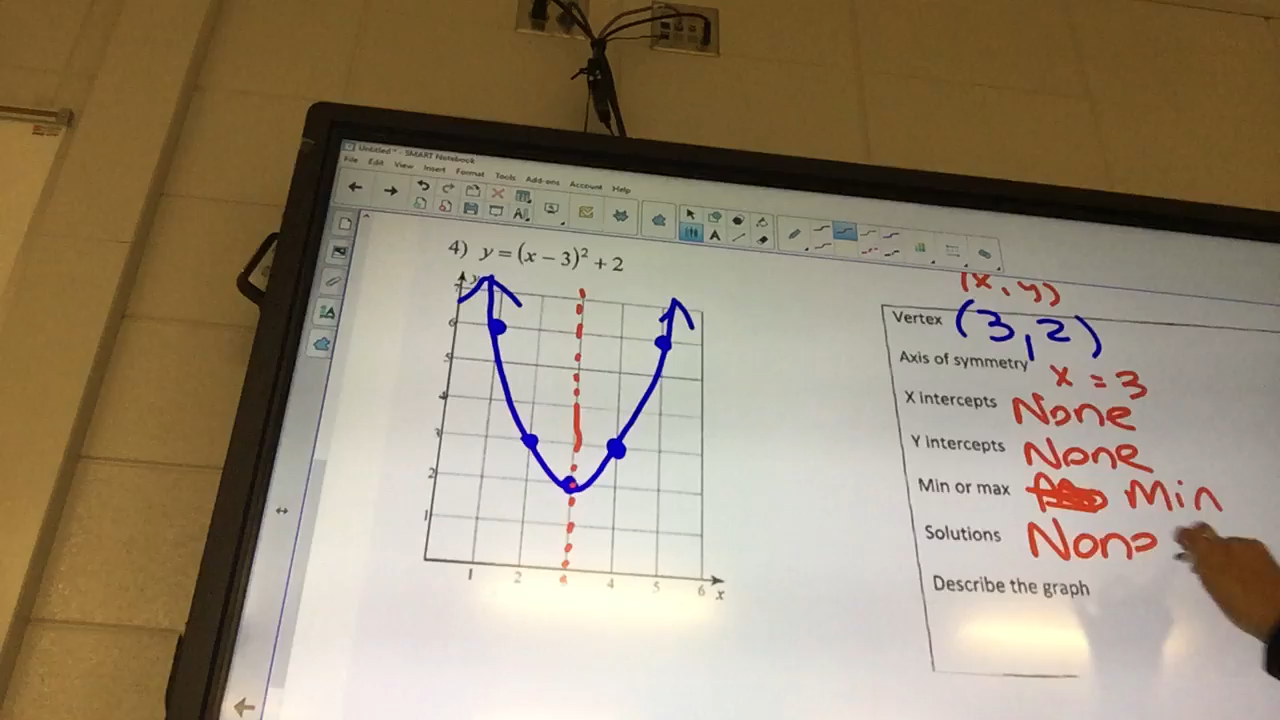 Untitled * - SMART Notebook
File Edit View Insert Format Tools Add-ons Account Help
4) y = (x − 3)² + 2
(x, y)
Vertex (3, 2)
Axis of symmetry x = 3
X intercepts None
Y intercepts None
Min or max Min
Solutions None
Describe the graph
y
7
6
5
4
3
2
1
1 2 4 5 6 x